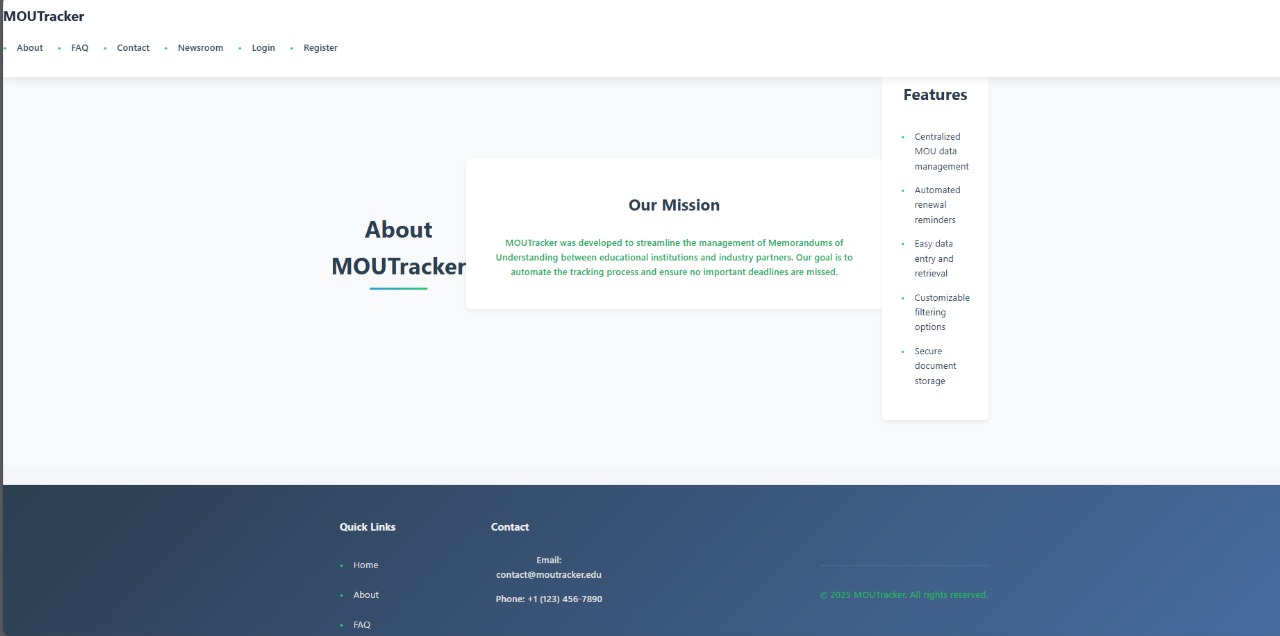 MOUTracker
About
FAQ
Contact
Newsroom
Login
Register
About
MOUTracker
Our Mission
MOUTracker was developed to streamline the management of Memorandums of
Understanding between educational institutions and industry partners. Our goal is to
automate the tracking process and ensure no important deadlines are missed.
Features
Centralized
MOU data
management
Automated
renewal
reminders
Easy data
entry and
retrieval
Customizable
filtering
options
Secure
document
storage
Quick Links
Home
About
FAQ
Contact
Email:
contact@moutracker.edu
Phone: +1 (123) 456-7890
© 2025 MOUTracker. All rights reserved.